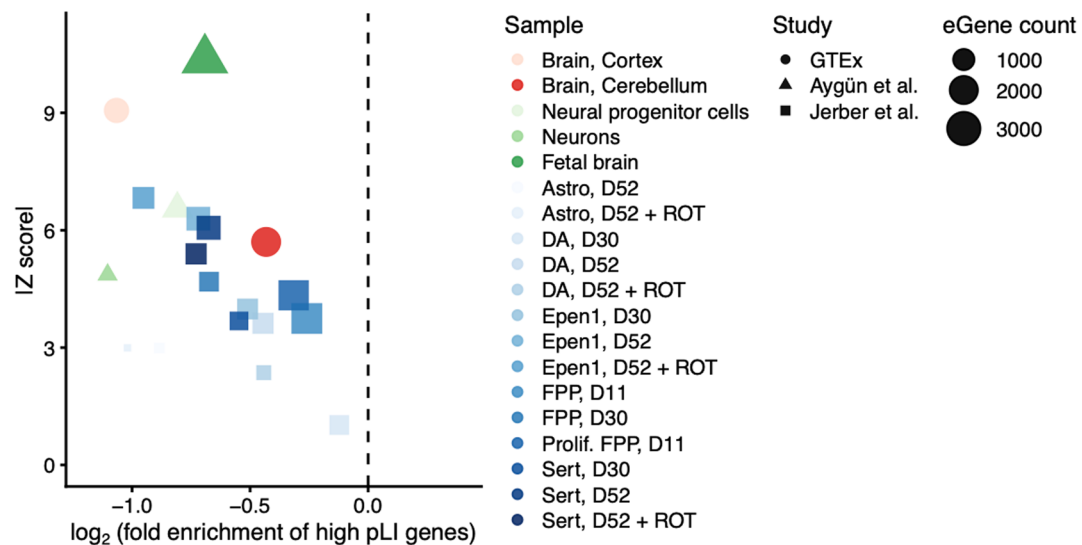 9
6
3
0
|Z score|
−1.0
−0.5
0.0
log2 (fold enrichment of high pLI genes)
Sample
Brain, Cortex
Brain, Cerebellum
Neural progenitor cells
Neurons
Fetal brain
Astro, D52
Astro, D52 + ROT
DA, D30
DA, D52
DA, D52 + ROT
Epen1, D30
Epen1, D52
Epen1, D52 + ROT
FPP, D11
FPP, D30
Prolif. FPP, D11
Sert, D30
Sert, D52
Sert, D52 + ROT
Study
GTEx
Aygün et al.
Jerber et al.
eGene count
1000
2000
3000